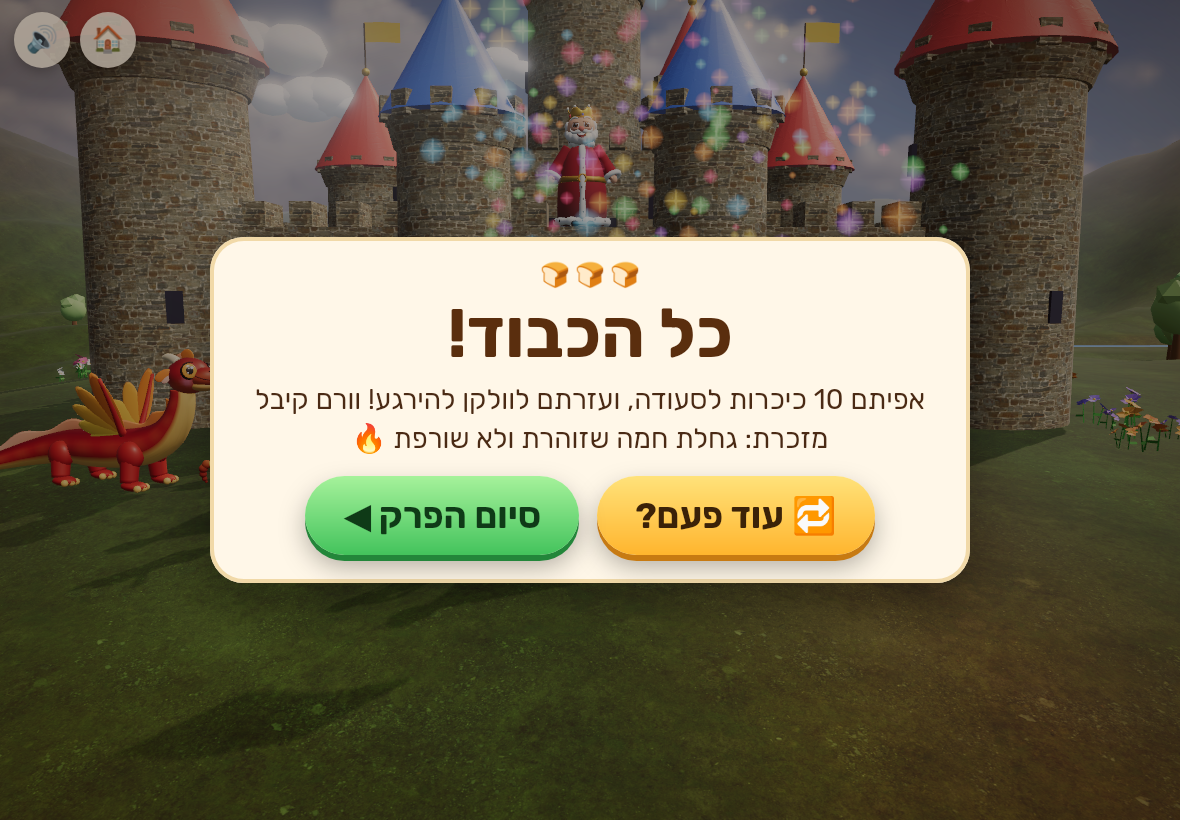 כל הכבוד!
אפיתם 10 כיכרות לסעודה, ועזרתם לוולקן להירגע! וורם קיבל
מזכרת: גחלת חמה שזוהרת ולא שורפת 🔥
🔁 עוד פעם?
סיום הפרק ◀